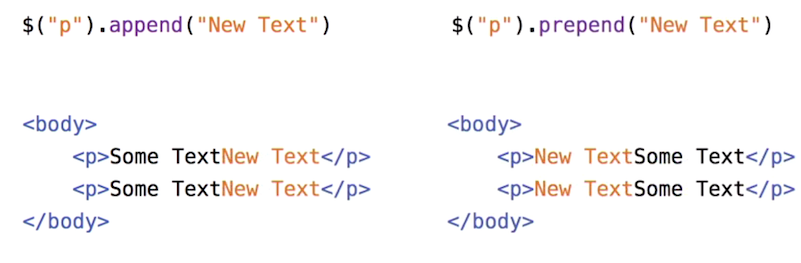 $("p").append("New Text")
<body>
    <p>Some TextNew Text</p>
    <p>Some TextNew Text</p>
</body>
$("p").prepend("New Text")
<body>
    <p>New TextSome Text</p>
    <p>New TextSome Text</p>
</body>